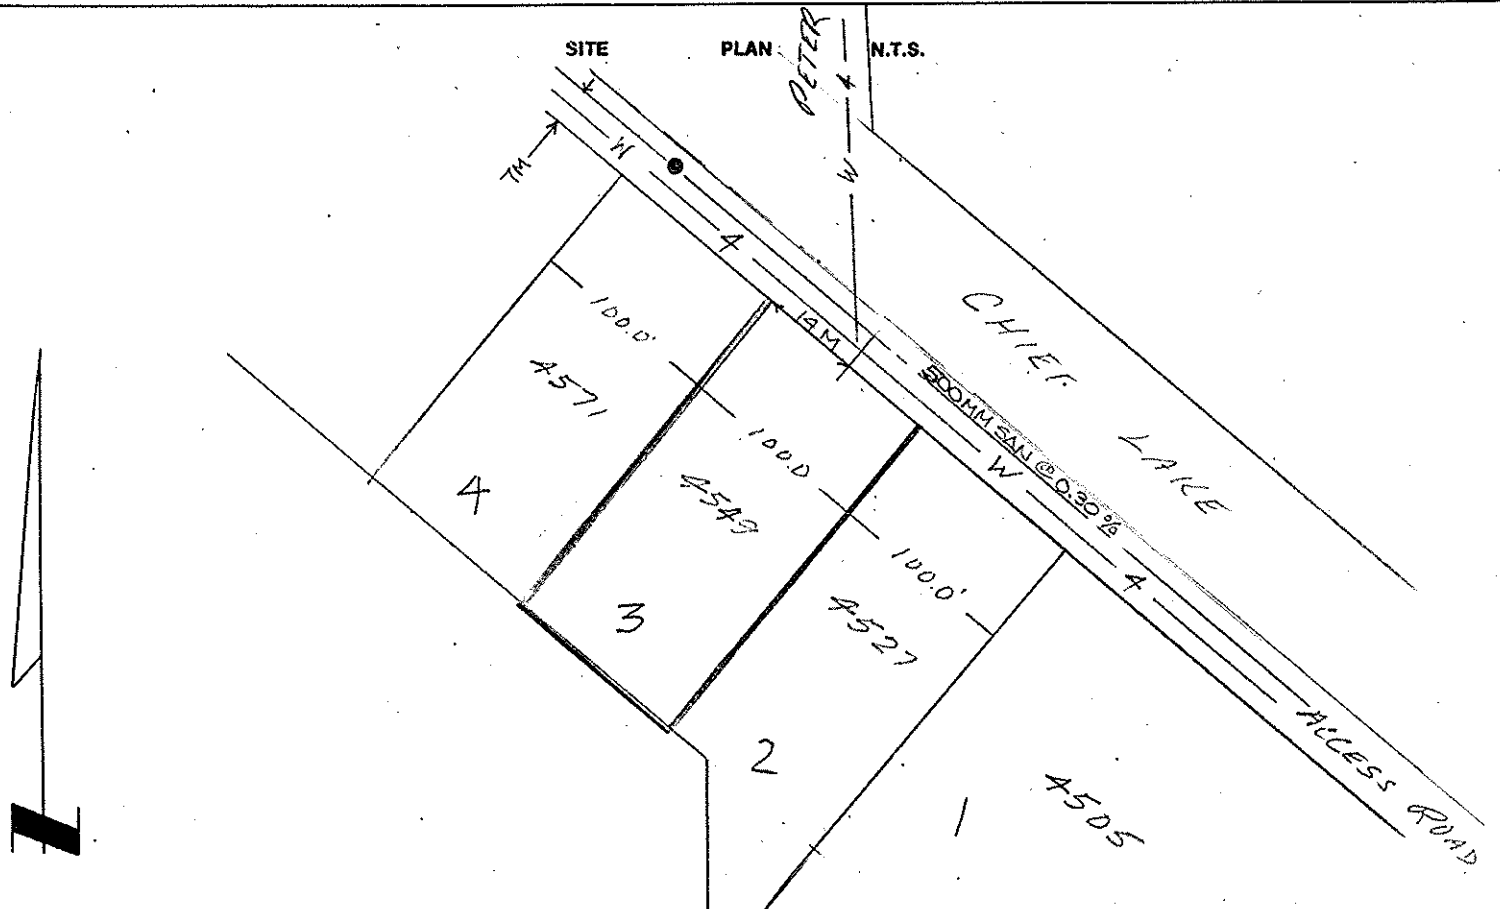 SITE PLAN N.T.S.
PETER
W
4
7M
W
4
14 M
500MM SAN @ 0.30 %
W
4
CHIEF
LAKE
ACCESS ROAD
100.0'
4571
4
100.0
4549
3
100.0'
4527
2
1
4505